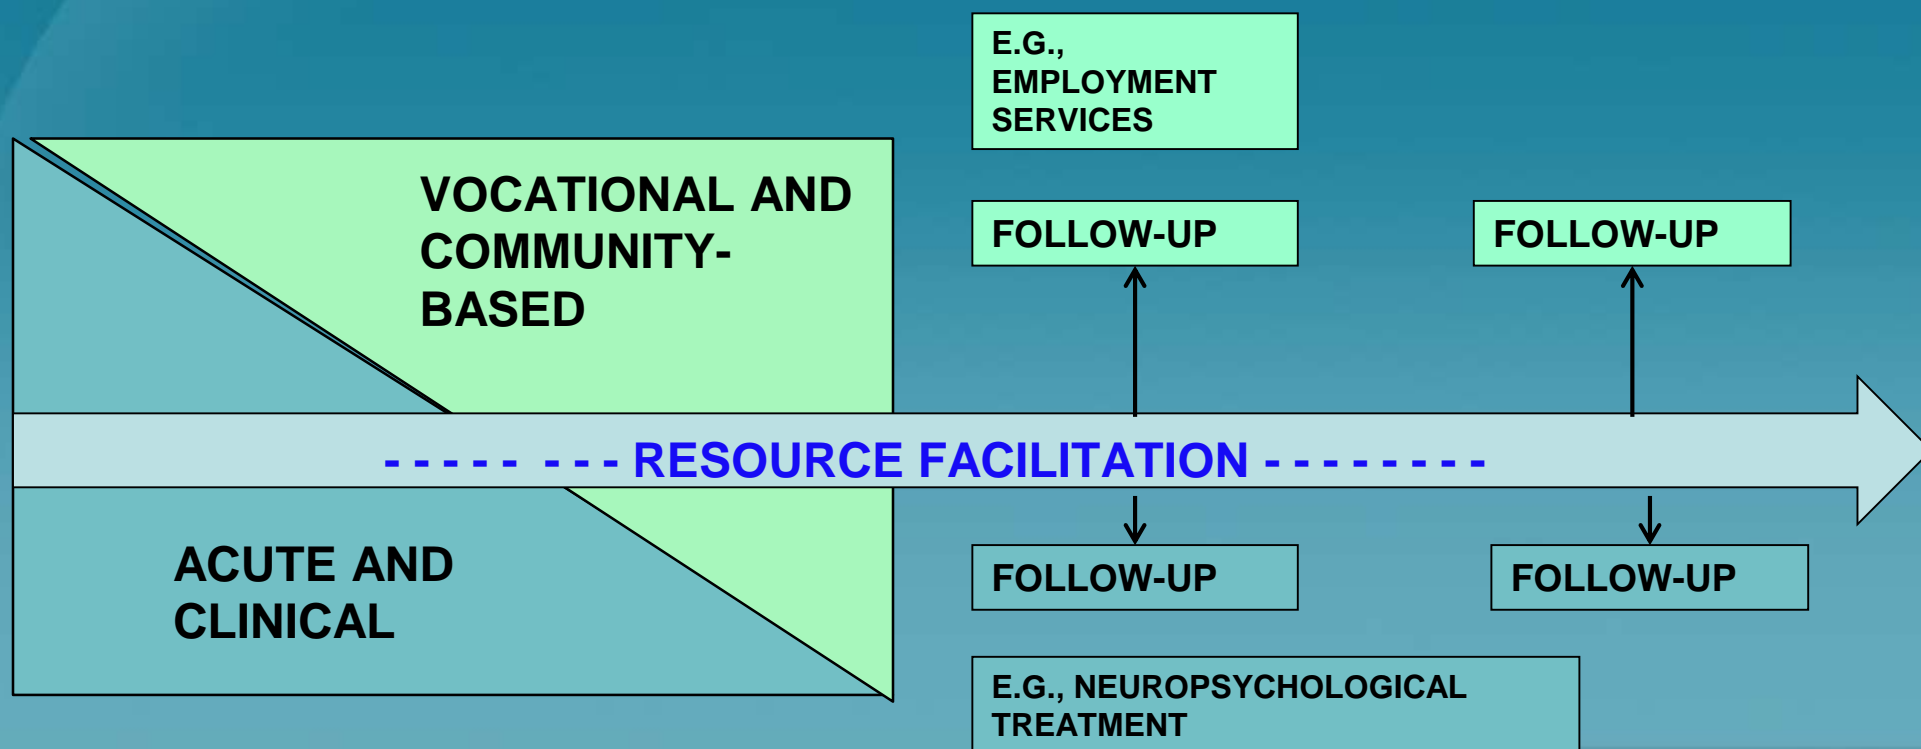 E.G.,
EMPLOYMENT
SERVICES
VOCATIONAL AND
COMMUNITY-
BASED
FOLLOW-UP
FOLLOW-UP
- - - - - - - - RESOURCE FACILITATION - - - - - - - -
ACUTE AND
CLINICAL
FOLLOW-UP
FOLLOW-UP
E.G., NEUROPSYCHOLOGICAL
TREATMENT